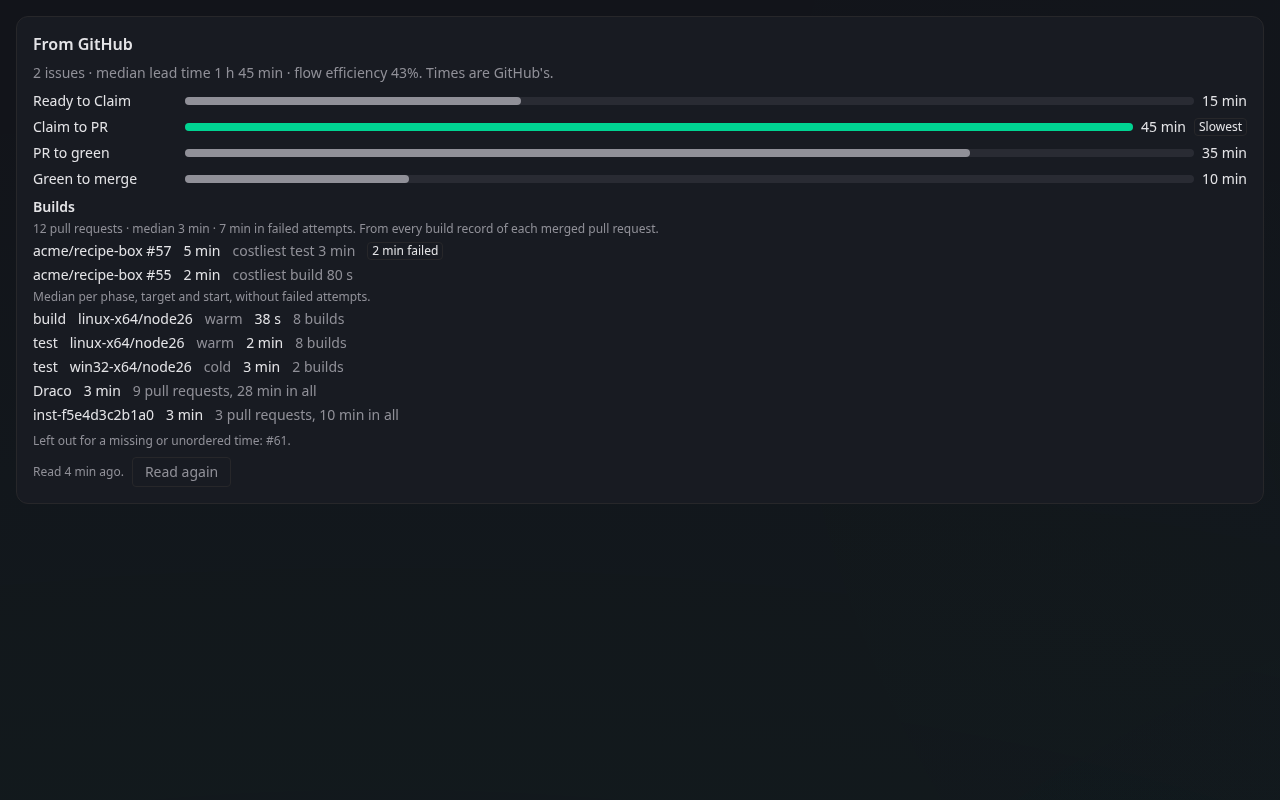 From GitHub
2 issues · median lead time 1 h 45 min · flow efficiency 43%. Times are GitHub's.
Ready to Claim 15 min
Claim to PR 45 min Slowest
PR to green 35 min
Green to merge 10 min
Builds
12 pull requests · median 3 min · 7 min in failed attempts. From every build record of each merged pull request.
acme/recipe-box #57 5 min costliest test 3 min 2 min failed
acme/recipe-box #55 2 min costliest build 80 s
Median per phase, target and start, without failed attempts.
build linux-x64/node26 warm 38 s 8 builds
test linux-x64/node26 warm 2 min 8 builds
test win32-x64/node26 cold 3 min 2 builds
Draco 3 min 9 pull requests, 28 min in all
inst-f5e4d3c2b1a0 3 min 3 pull requests, 10 min in all
Left out for a missing or unordered time: #61.
Read 4 min ago. Read again